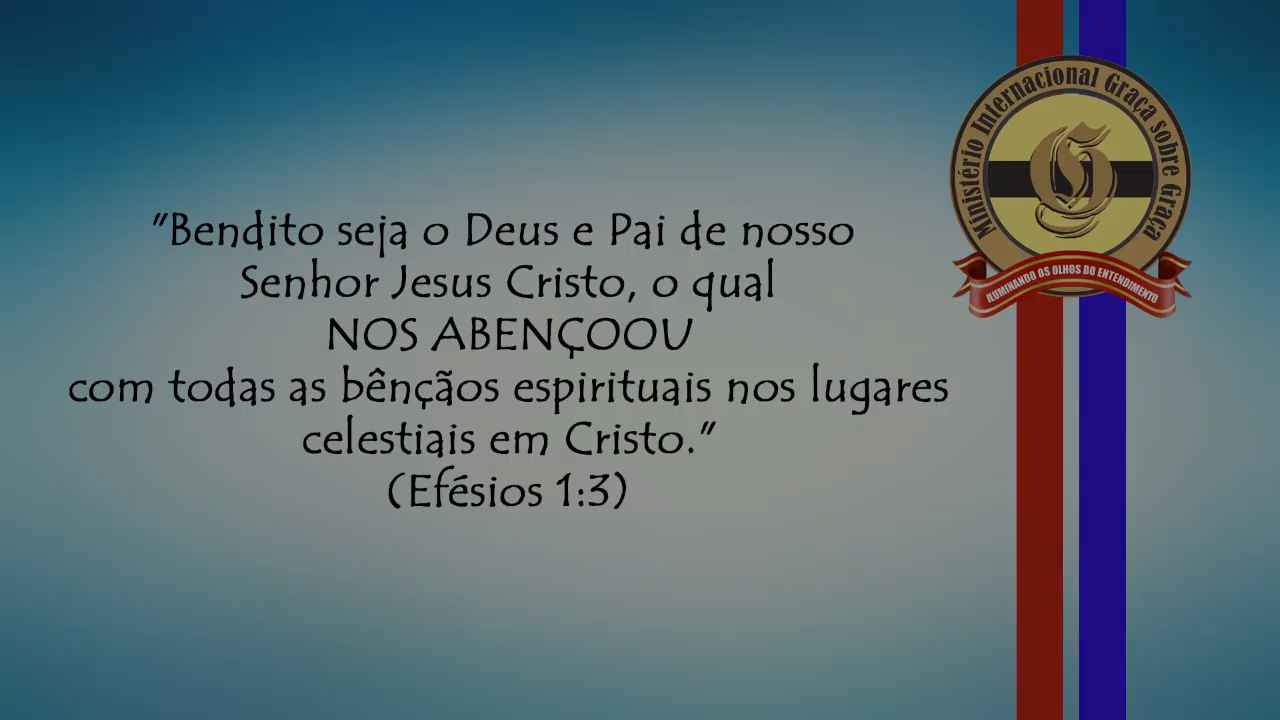 "Bendito seja o Deus e Pai de nosso
Senhor Jesus Cristo, o qual
NOS ABENÇOOU
com todas as bênçãos espirituais nos lugares
celestiais em Cristo."
(Efésios 1:3)
Ministério Internacional Graça sobre Graça
G
ILUMINANDO OS OLHOS DO ENTENDIMENTO